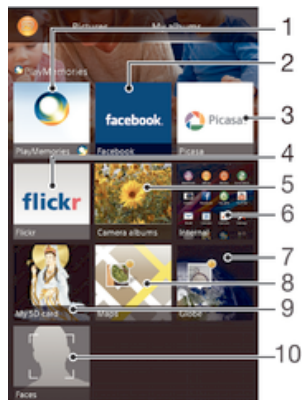 Pictures
My albums
PlayMemories
facebook.
Picasa
PlayMemories
Facebook
Picasa
flickr
Flickr
Camera albums
Internal
My SD card
Maps
Globe
Faces
1
2
3
4
5
6
7
8
9
10